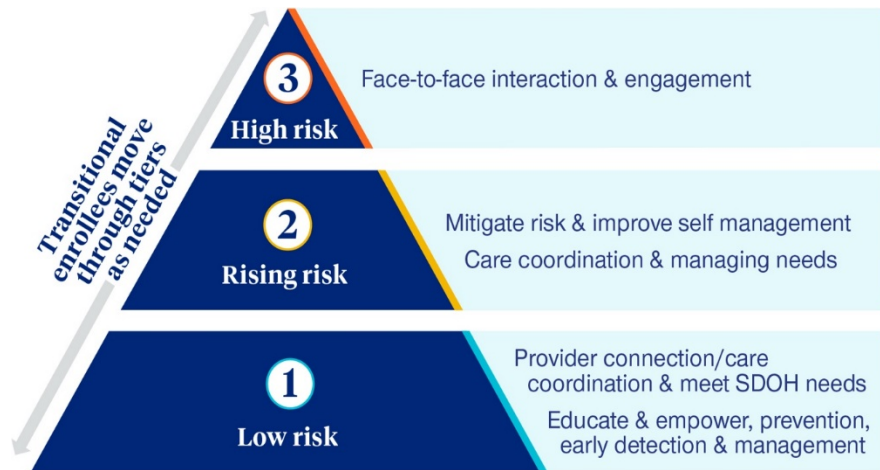 Transitional
enrollees move
through tiers
as needed
3
High risk
Face-to-face interaction & engagement
2
Rising risk
Mitigate risk & improve self management
Care coordination & managing needs
1
Low risk
Provider connection/care
coordination & meet SDOH needs
Educate & empower, prevention,
early detection & management